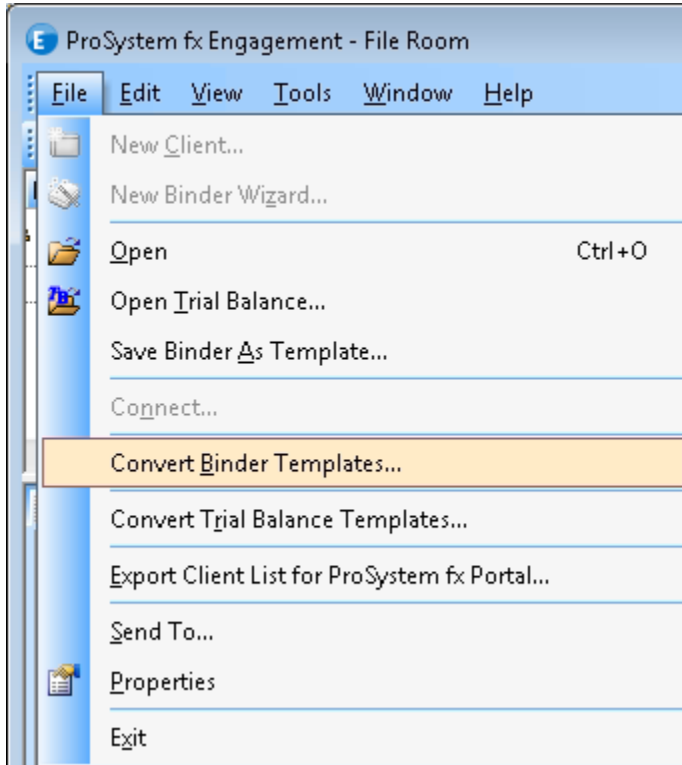 ProSystem fx Engagement - File Room
File Edit View Tools Window Help
New Client...
New Binder Wizard...
Open Ctrl+O
TB Open Trial Balance...
Save Binder As Template...
Connect...
Convert Binder Templates...
Convert Trial Balance Templates...
Export Client List for ProSystem fx Portal...
Send To...
Properties
Exit